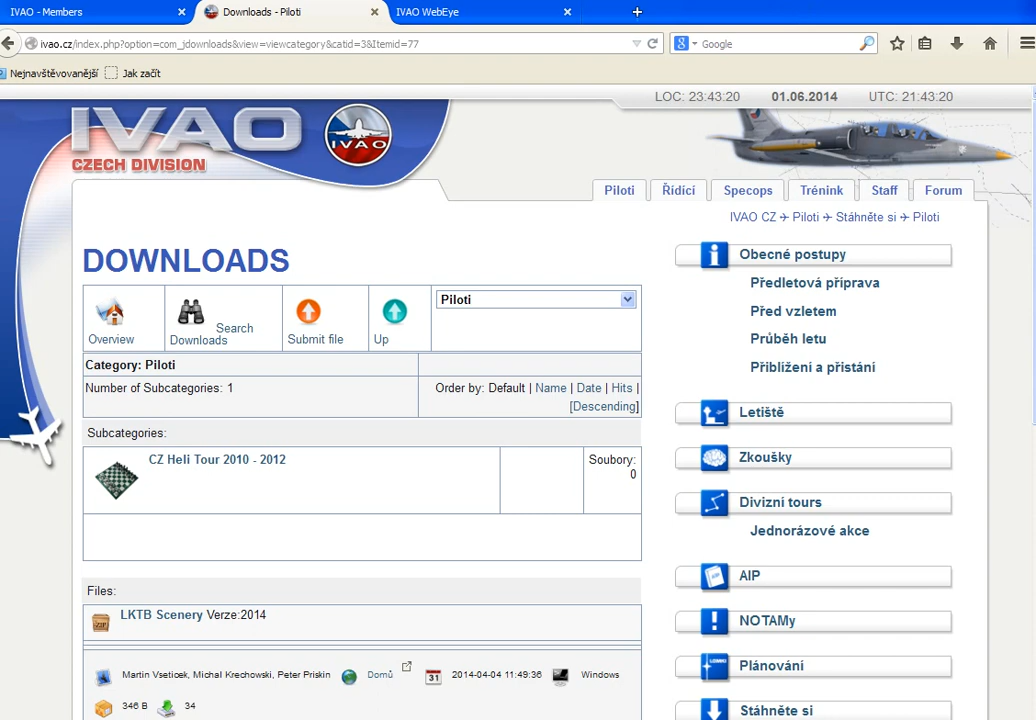 IVAO - Members × Downloads - Piloti × IVAO WebEye × +
ivao.cz/index.php?option=com_jdownloads&view=viewcategory&catid=3&Itemid=77 Google
Nejnavštěvovanější Jak začít
LOC: 23:43:20 01.06.2014 UTC: 21:43:20
IVAO
CZECH DIVISION
IVAO
Piloti Řídící Specops Trénink Staff Forum
IVAO CZ Piloti Stáhněte si Piloti
DOWNLOADS
Overview
Search Downloads
Submit file
Up
Piloti
Category: Piloti
Number of Subcategories: 1
Order by: Default | Name | Date | Hits |
[Descending]
Subcategories:
CZ Heli Tour 2010 - 2012
Soubory:
0
Files:
LKTB Scenery Verze:2014
Martin Vseticek, Michal Krechowski, Peter Priskin Domů 31 2014-04-04 11:49:36 Windows
346 B 34
Obecné postupy
Předletová příprava
Před vzletem
Průběh letu
Přiblížení a přistání
Letiště
Zkoušky
Divizní tours
Jednorázové akce
AIP
NOTAMy
Plánování
Stáhněte si